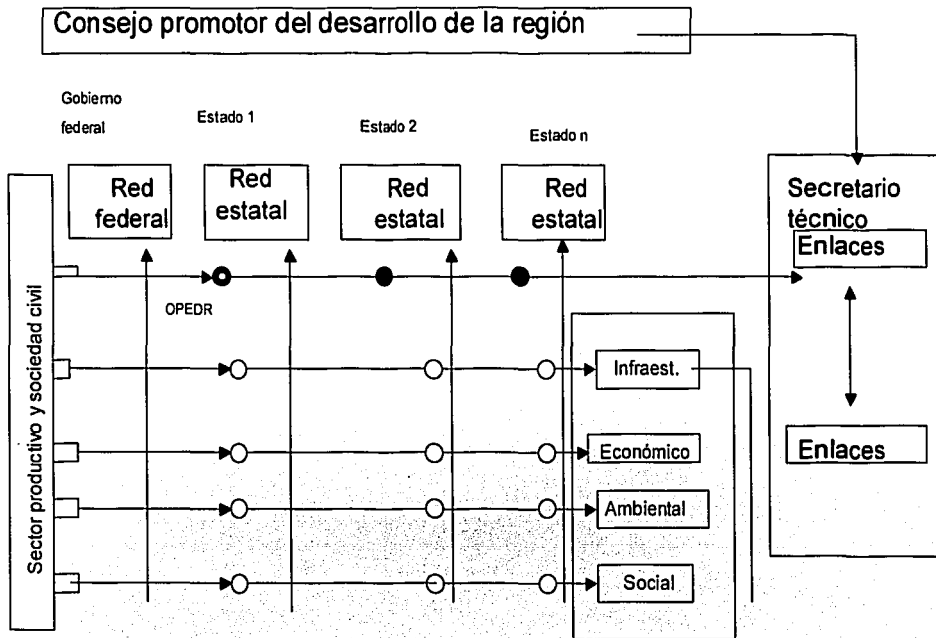 Consejo promotor del desarrollo de la región
Gobierno
federal
Estado 1
Estado 2
Estado n
Red
federal
Red
estatal
Red
estatal
Red
estatal
Secretario
técnico
Enlaces
OPEDR
Sector productivo y sociedad civil
Infraest.
Económico
Enlaces
Ambiental
Social